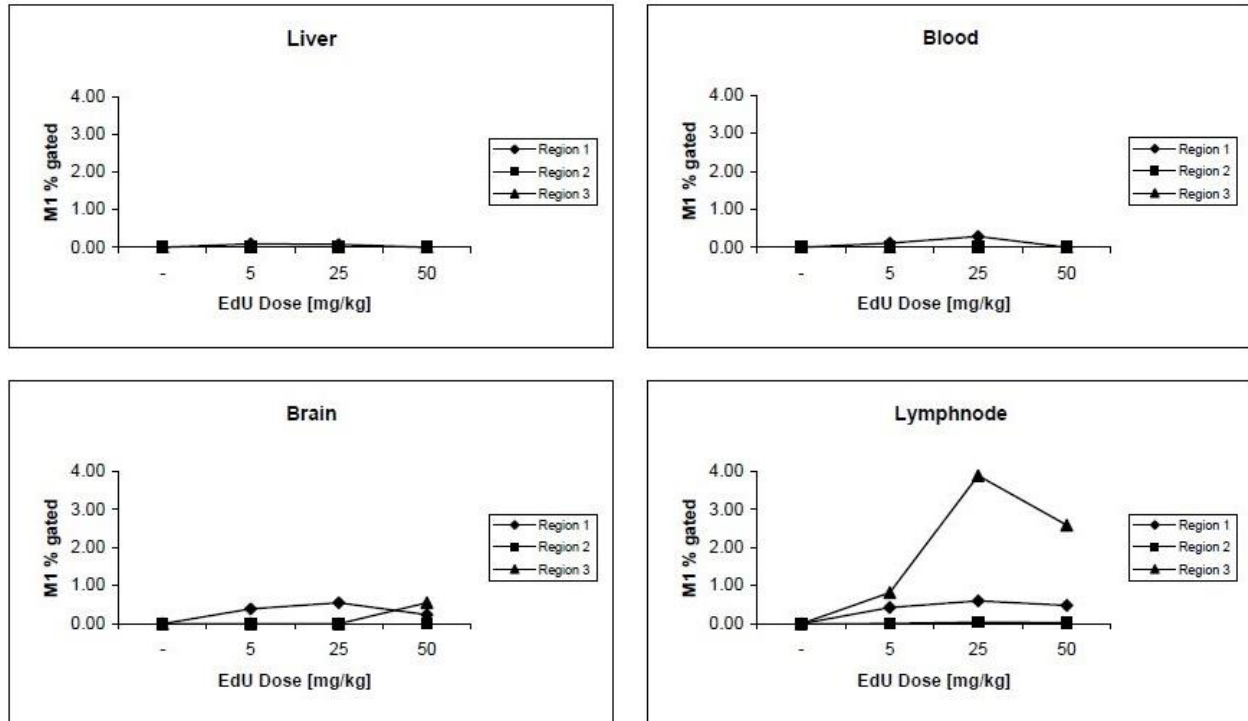 Liver
M1 % gated
4.00
3.00
2.00
1.00
0.00
- 5 25 50
EdU Dose [mg/kg]
Region 1
Region 2
Region 3
Blood
M1 % gated
4.00
3.00
2.00
1.00
0.00
- 5 25 50
EdU Dose [mg/kg]
Region 1
Region 2
Region 3
Brain
M1 % gated
4.00
3.00
2.00
1.00
0.00
- 5 25 50
EdU Dose [mg/kg]
Region 1
Region 2
Region 3
Lymphnode
M1 % gated
4.00
3.00
2.00
1.00
0.00
- 5 25 50
EdU Dose [mg/kg]
Region 1
Region 2
Region 3